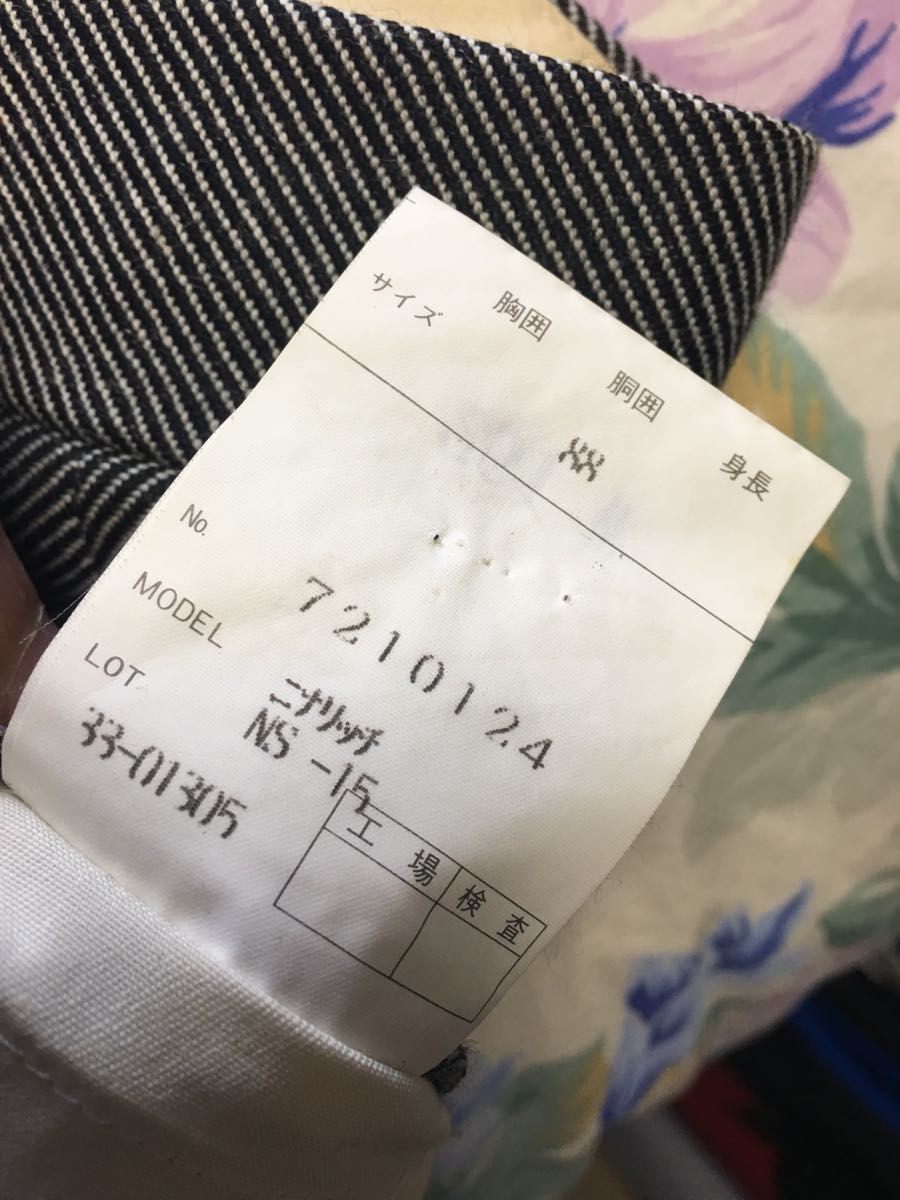 サイズ 胸囲 胴囲 身長
88
No. 7210124
MODEL ニナリッチ
NS -15
LOT 33-01305
工場 検査